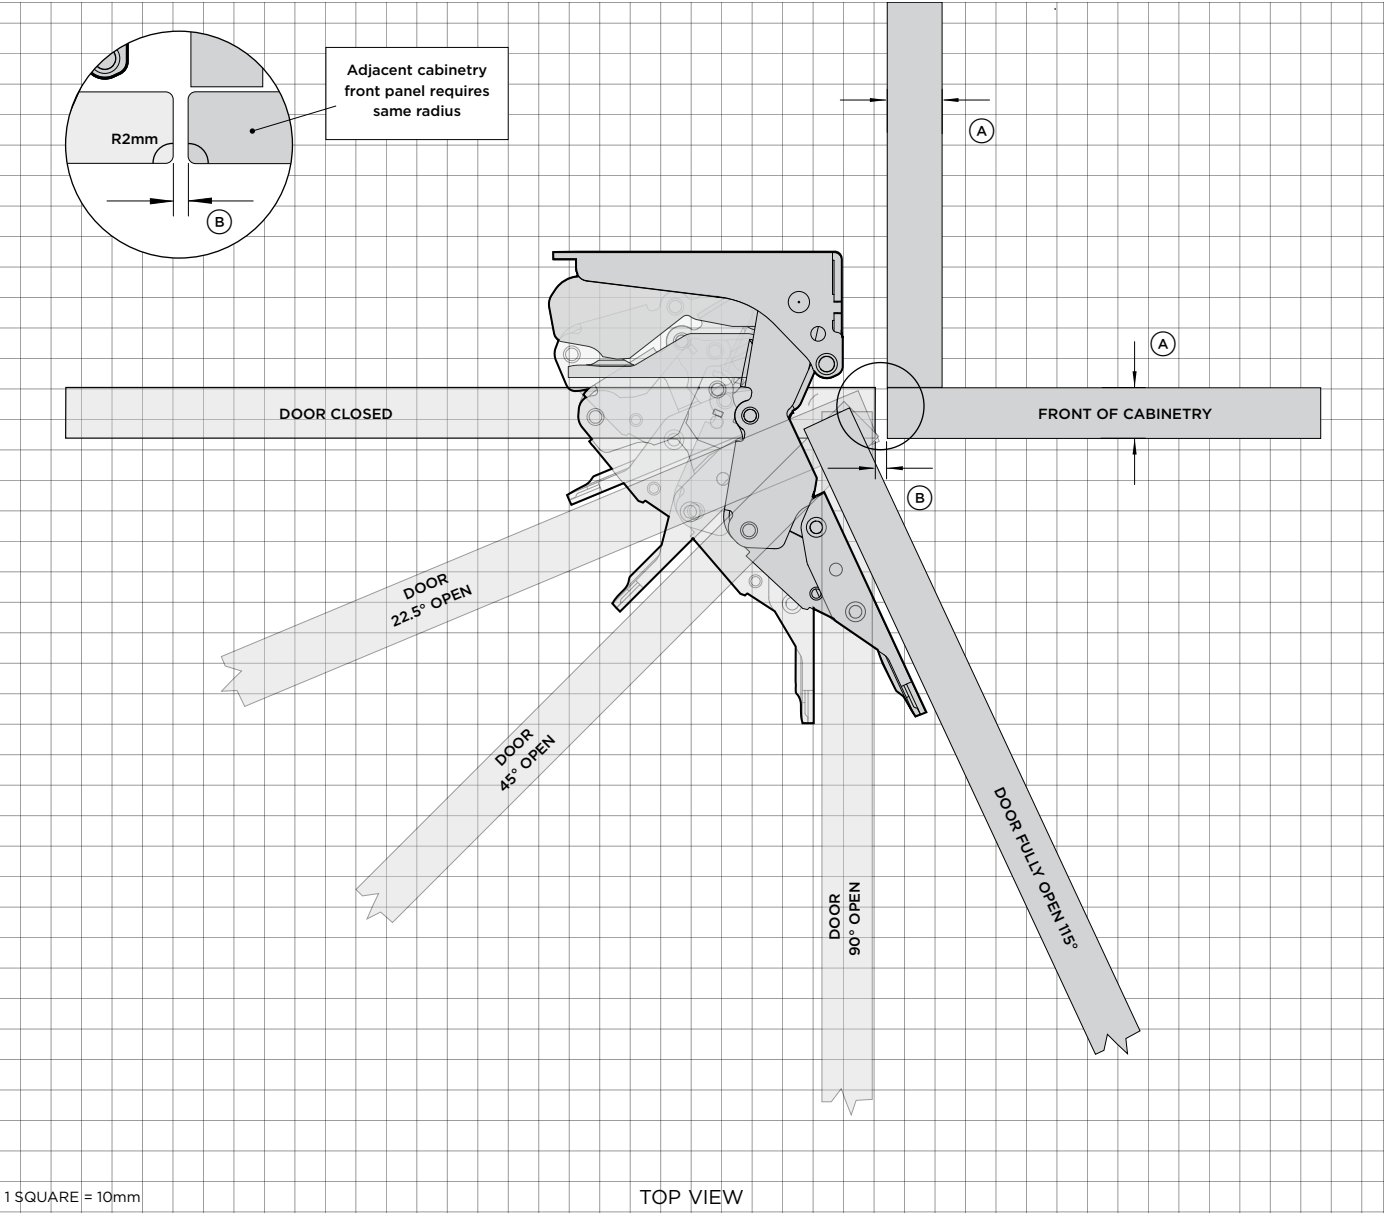 Adjacent cabinetry
front panel requires
same radius
R2mm
B
A
A
DOOR CLOSED
FRONT OF CABINETRY
B
DOOR
22.5° OPEN
DOOR
45° OPEN
DOOR
90° OPEN
DOOR FULLY OPEN 115°
1 SQUARE = 10mm
TOP VIEW